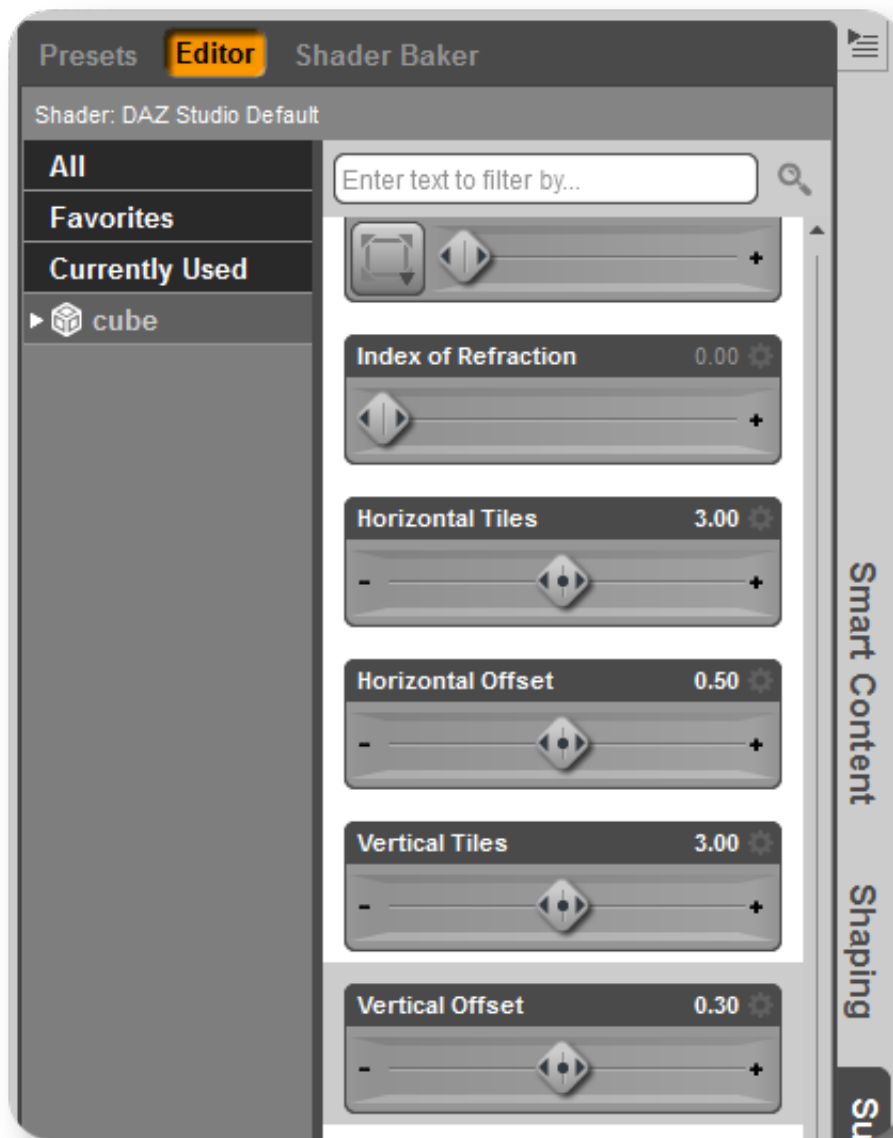 Presets Editor Shader Baker
Shader: DAZ Studio Default
All
Favorites
Currently Used
cube
Enter text to filter by...
Index of Refraction 0.00
Horizontal Tiles 3.00
Horizontal Offset 0.50
Vertical Tiles 3.00
Vertical Offset 0.30
Smart Content
Shaping